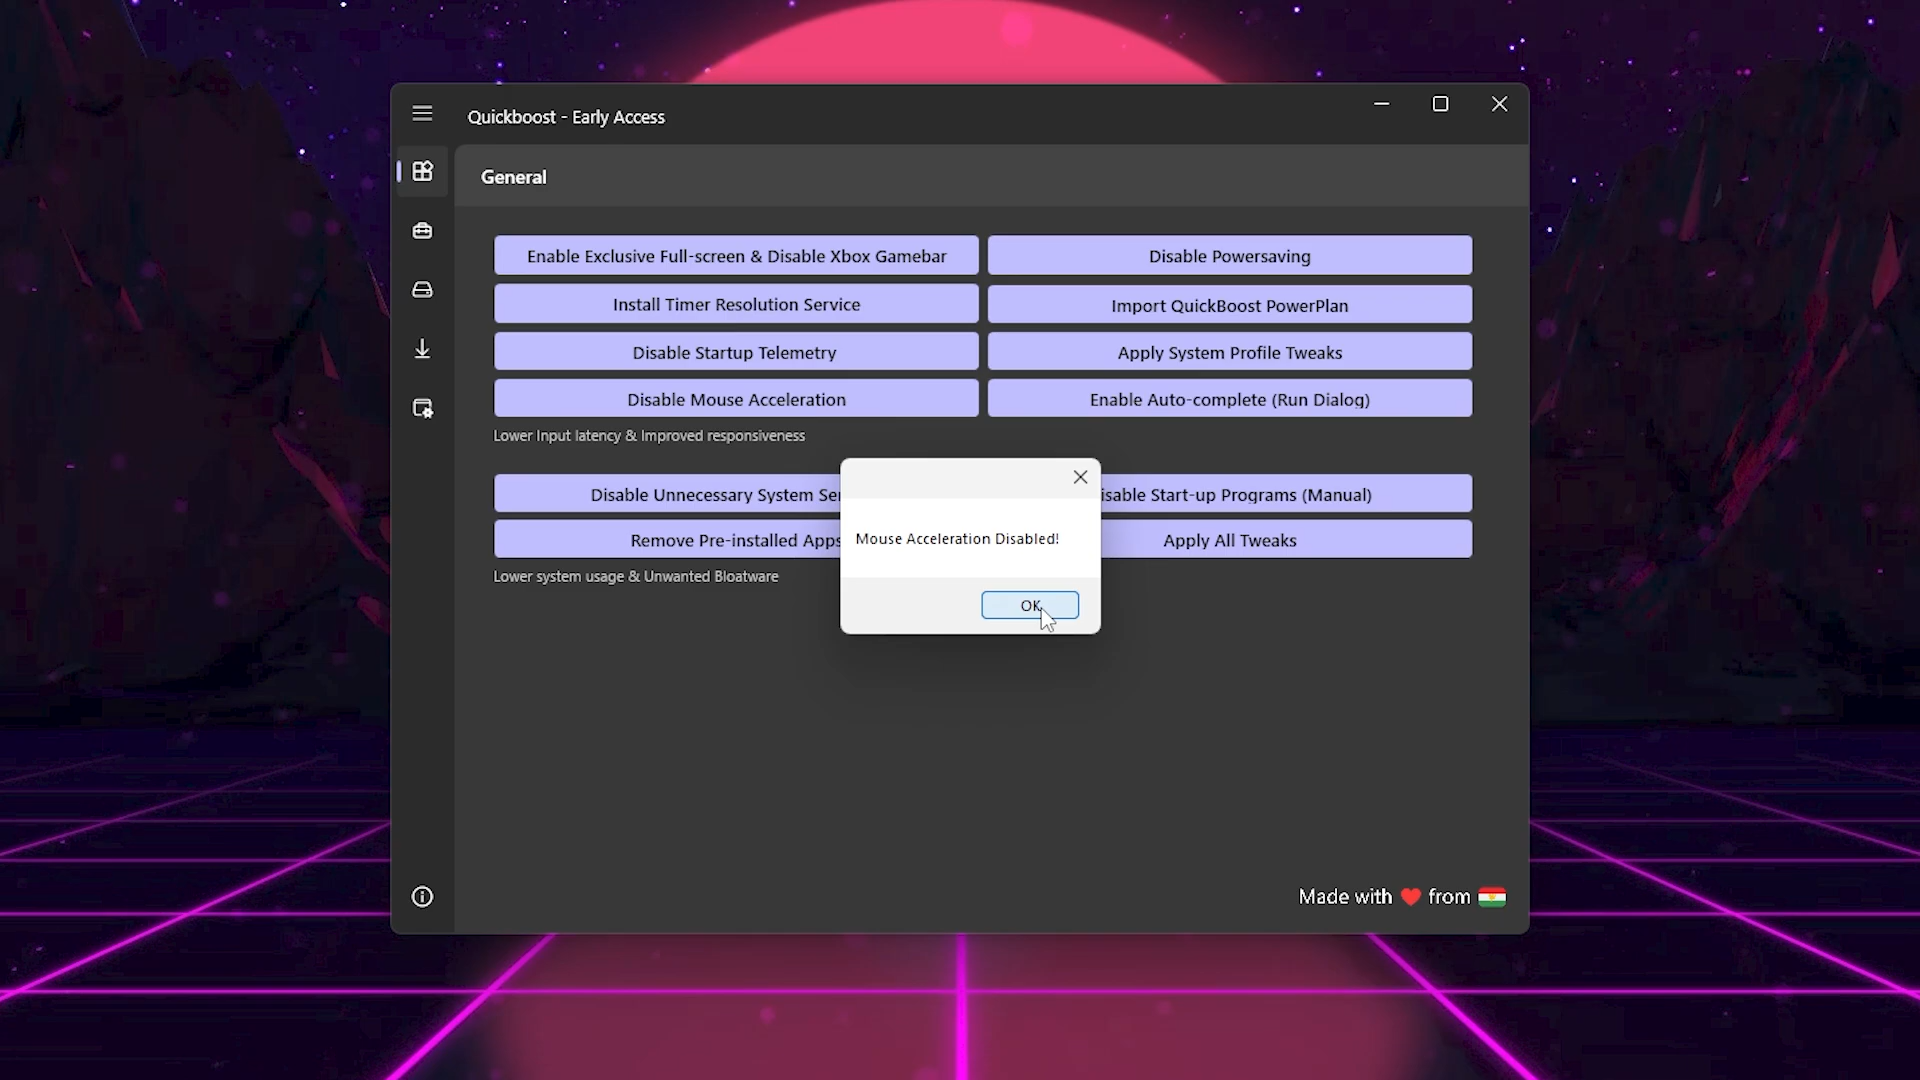 Quickboost - Early Access
General
Enable Exclusive Full-screen & Disable Xbox Gamebar
Disable Powersaving
Install Timer Resolution Service
Import QuickBoost PowerPlan
Disable Startup Telemetry
Apply System Profile Tweaks
Disable Mouse Acceleration
Enable Auto-complete (Run Dialog)
Lower Input latency & Improved responsiveness
Disable Unnecessary System
Start-up Programs (Manual)
Remove Pre-installed Apps
Apply All Tweaks
Lower system usage & Unwanted Bloatware
Mouse Acceleration Disabled!
OK
Made with ❤ from